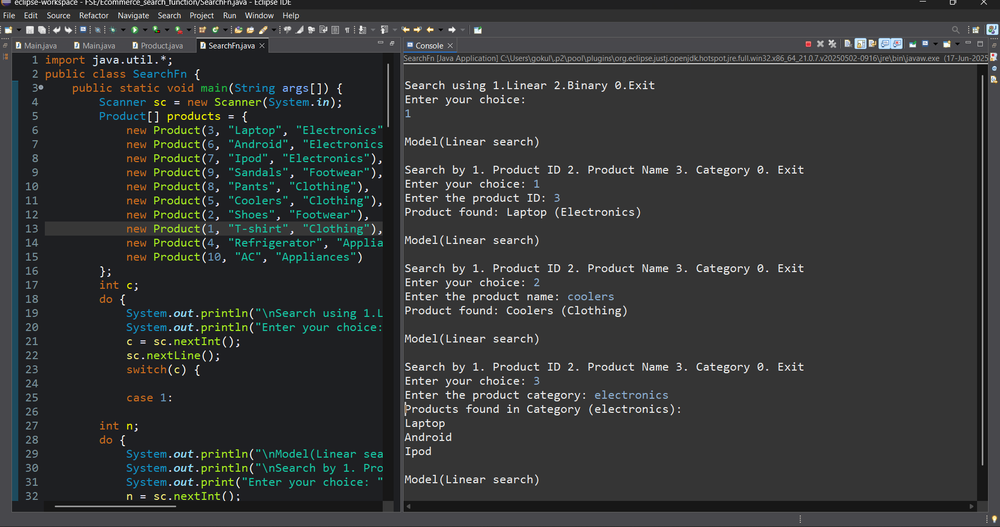 eclipse-workspace - FSE/Ecommerce_search_function/SearchFn.java - Eclipse IDE
File Edit Source Refactor Navigate Search Project Run Window Help
Main.java Main.java Product.java SearchFn.java
1 import java.util.*;
2 public class SearchFn {
3 public static void main(String args[]) {
4 Scanner sc = new Scanner(System.in);
5 Product[] products = {
6 new Product(3, "Laptop", "Electronics"
7 new Product(6, "Android", "Electronics
8 new Product(7, "Ipod", "Electronics"),
9 new Product(9, "Sandals", "Footwear"),
10 new Product(8, "Pants", "Clothing"),
11 new Product(5, "Coolers", "Clothing"),
12 new Product(2, "Shoes", "Footwear"),
13 new Product(1, "T-shirt", "Clothing"),
14 new Product(4, "Refrigerator", "Applia
15 new Product(10, "AC", "Appliances")
16 };
17 int c;
18 do {
19 System.out.println("\nSearch using 1.L
20 System.out.println("Enter your choice:
21 c = sc.nextInt();
22 sc.nextLine();
23 switch(c) {
24
25 case 1:
26
27 int n;
28 do {
29 System.out.println("\nModel(Linear sea
30 System.out.println("\nSearch by 1. Pro
31 System.out.print("Enter your choice: "
32 n = sc.nextInt();
Console
SearchFn [Java Application] C:\Users\gokul\.p2\pool\plugins\org.eclipse.justj.openjdk.hotspot.jre.full.win32.x86_64_21.0.7.v20250502-0916\jre\bin\javaw.exe (17-Jun-2025
Search using 1.Linear 2.Binary 0.Exit
Enter your choice:
1
Model(Linear search)
Search by 1. Product ID 2. Product Name 3. Category 0. Exit
Enter your choice: 1
Enter the product ID: 3
Product found: Laptop (Electronics)
Model(Linear search)
Search by 1. Product ID 2. Product Name 3. Category 0. Exit
Enter your choice: 2
Enter the product name: coolers
Product found: Coolers (Clothing)
Model(Linear search)
Search by 1. Product ID 2. Product Name 3. Category 0. Exit
Enter your choice: 3
Enter the product category: electronics
Products found in Category (electronics):
Laptop
Android
Ipod
Model(Linear search)